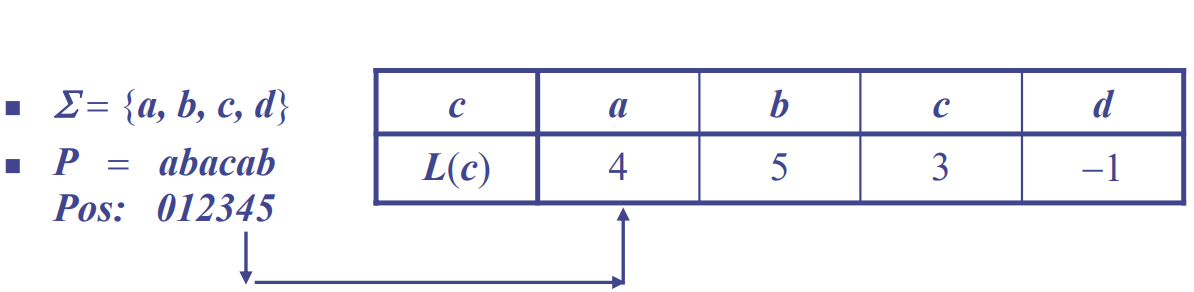 Σ = {a, b, c, d}
P = abacab
Pos: 012345
c a b c d
L(c) 4 5 3 –1